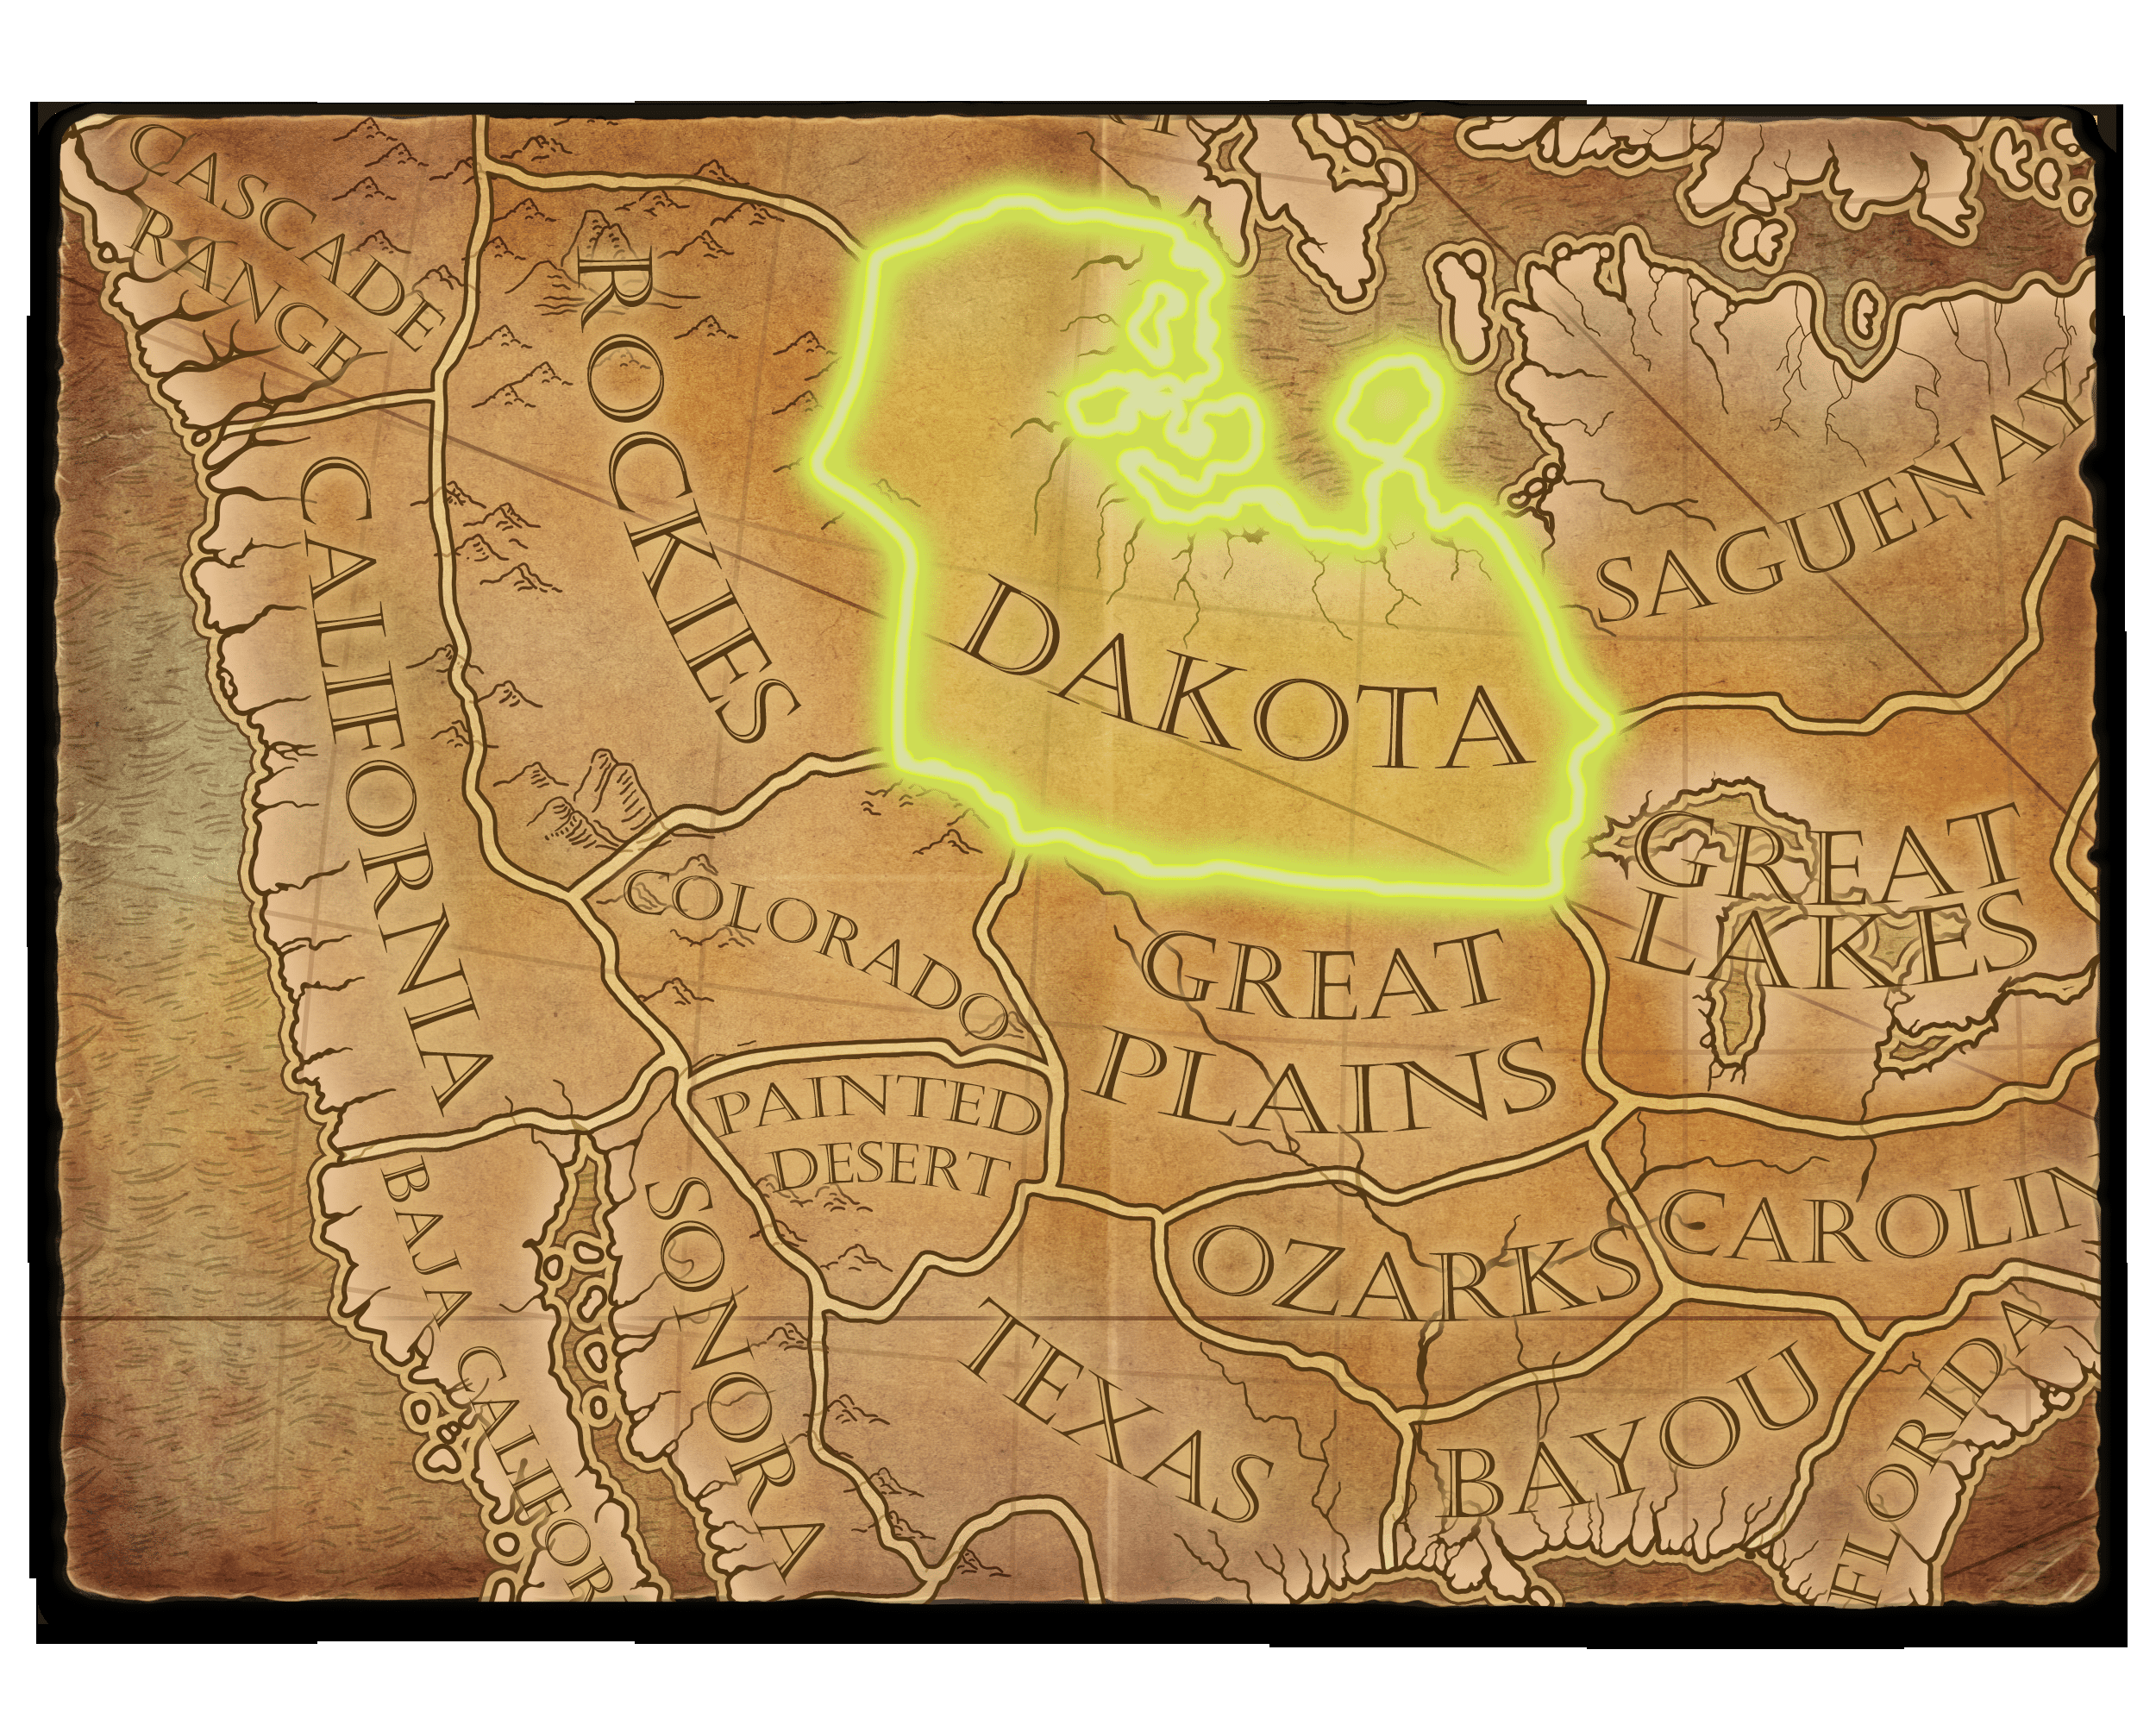 CASCADE
RANGE
ROCKIES
CALIFORNIA
DAKOTA
SAGUENAY
GREAT
LAKES
COLORADO
GREAT
PLAINS
PAINTED
DESERT
BAJA CALIFOR
SONORA
OZARKS
CAROLIN
TEXAS
BAYOU
FLORIDA